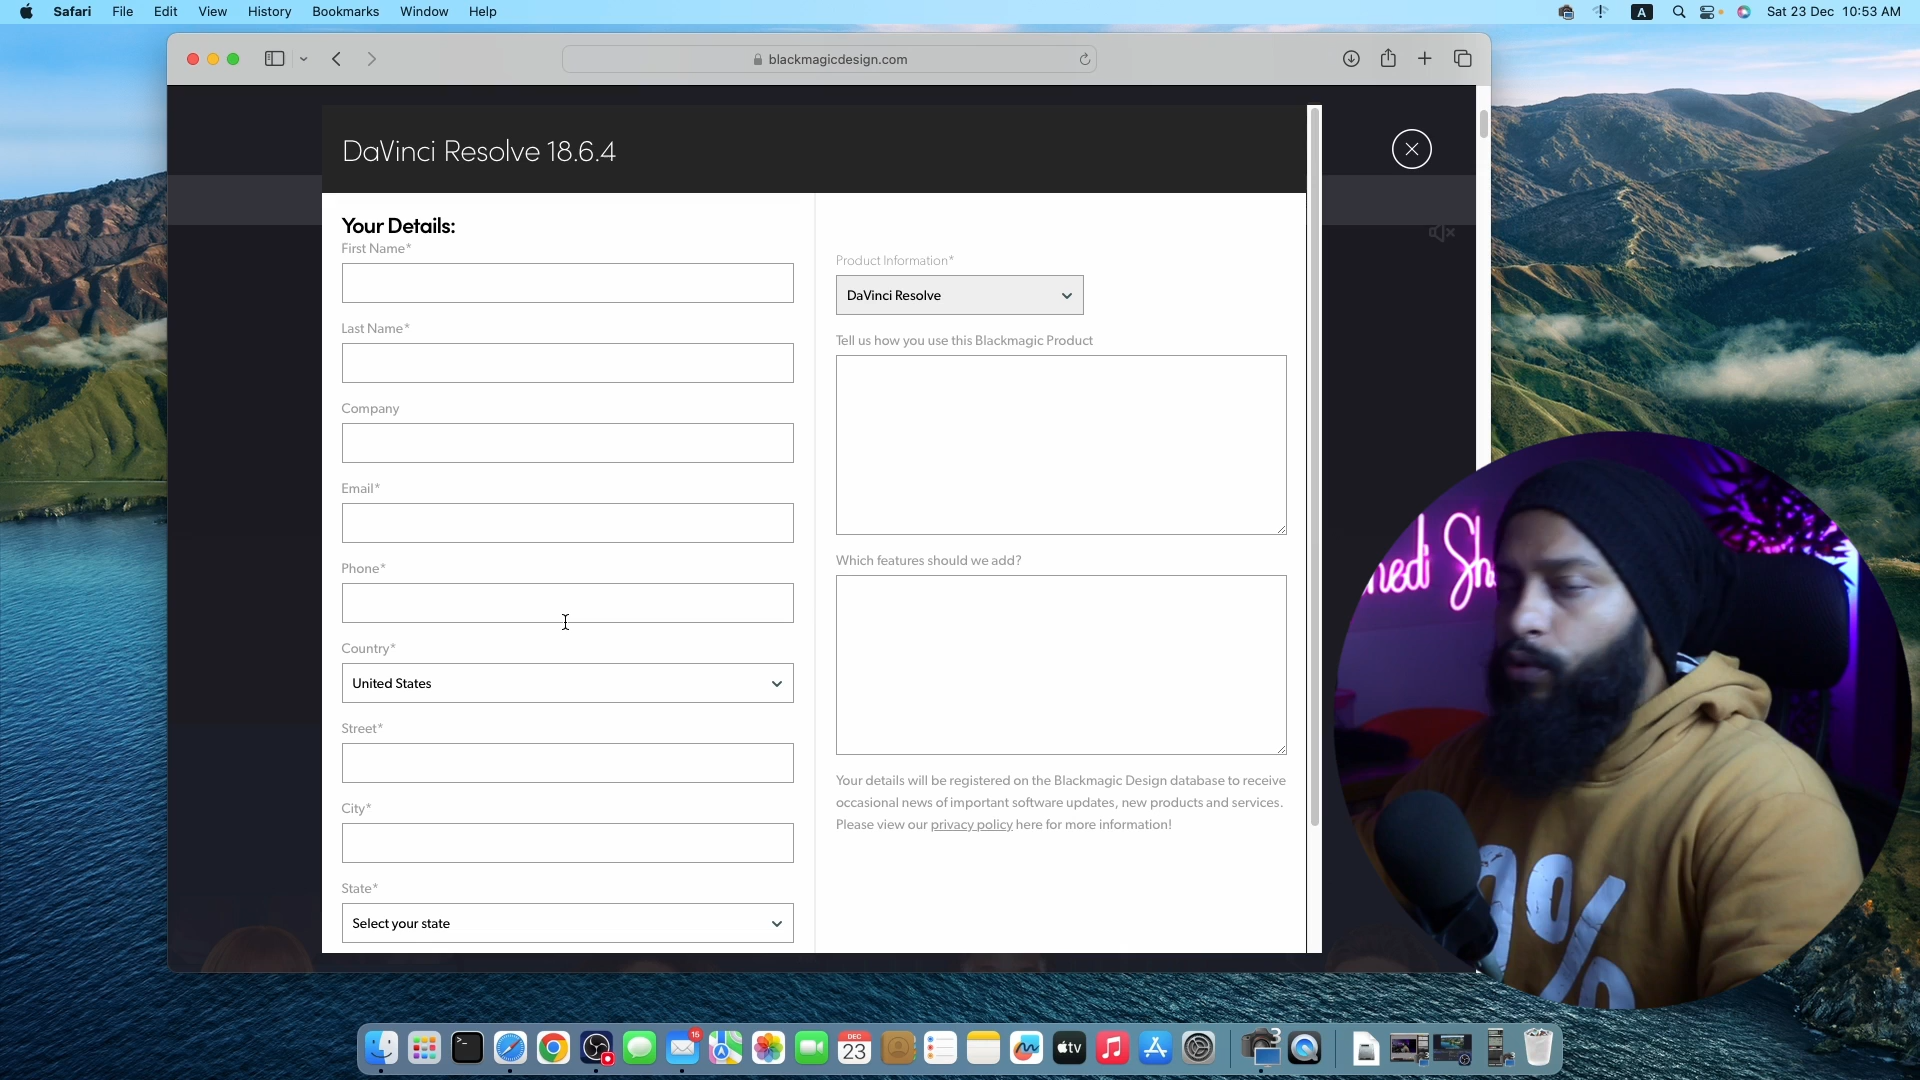 Safari File Edit View History Bookmarks Window Help
A Sat 23 Dec 10:53 AM
blackmagicdesign.com
DaVinci Resolve 18.6.4
Your Details:
First Name*
Last Name*
Company
Email*
Phone*
Country*
United States
Street*
City*
State*
Select your state
Product Information*
DaVinci Resolve
Tell us how you use this Blackmagic Product
Which features should we add?
Your details will be registered on the Blackmagic Design database to receive
occasional news of important software updates, new products and services.
Please view our privacy policy here for more information!
16
DEC
23
tv
3